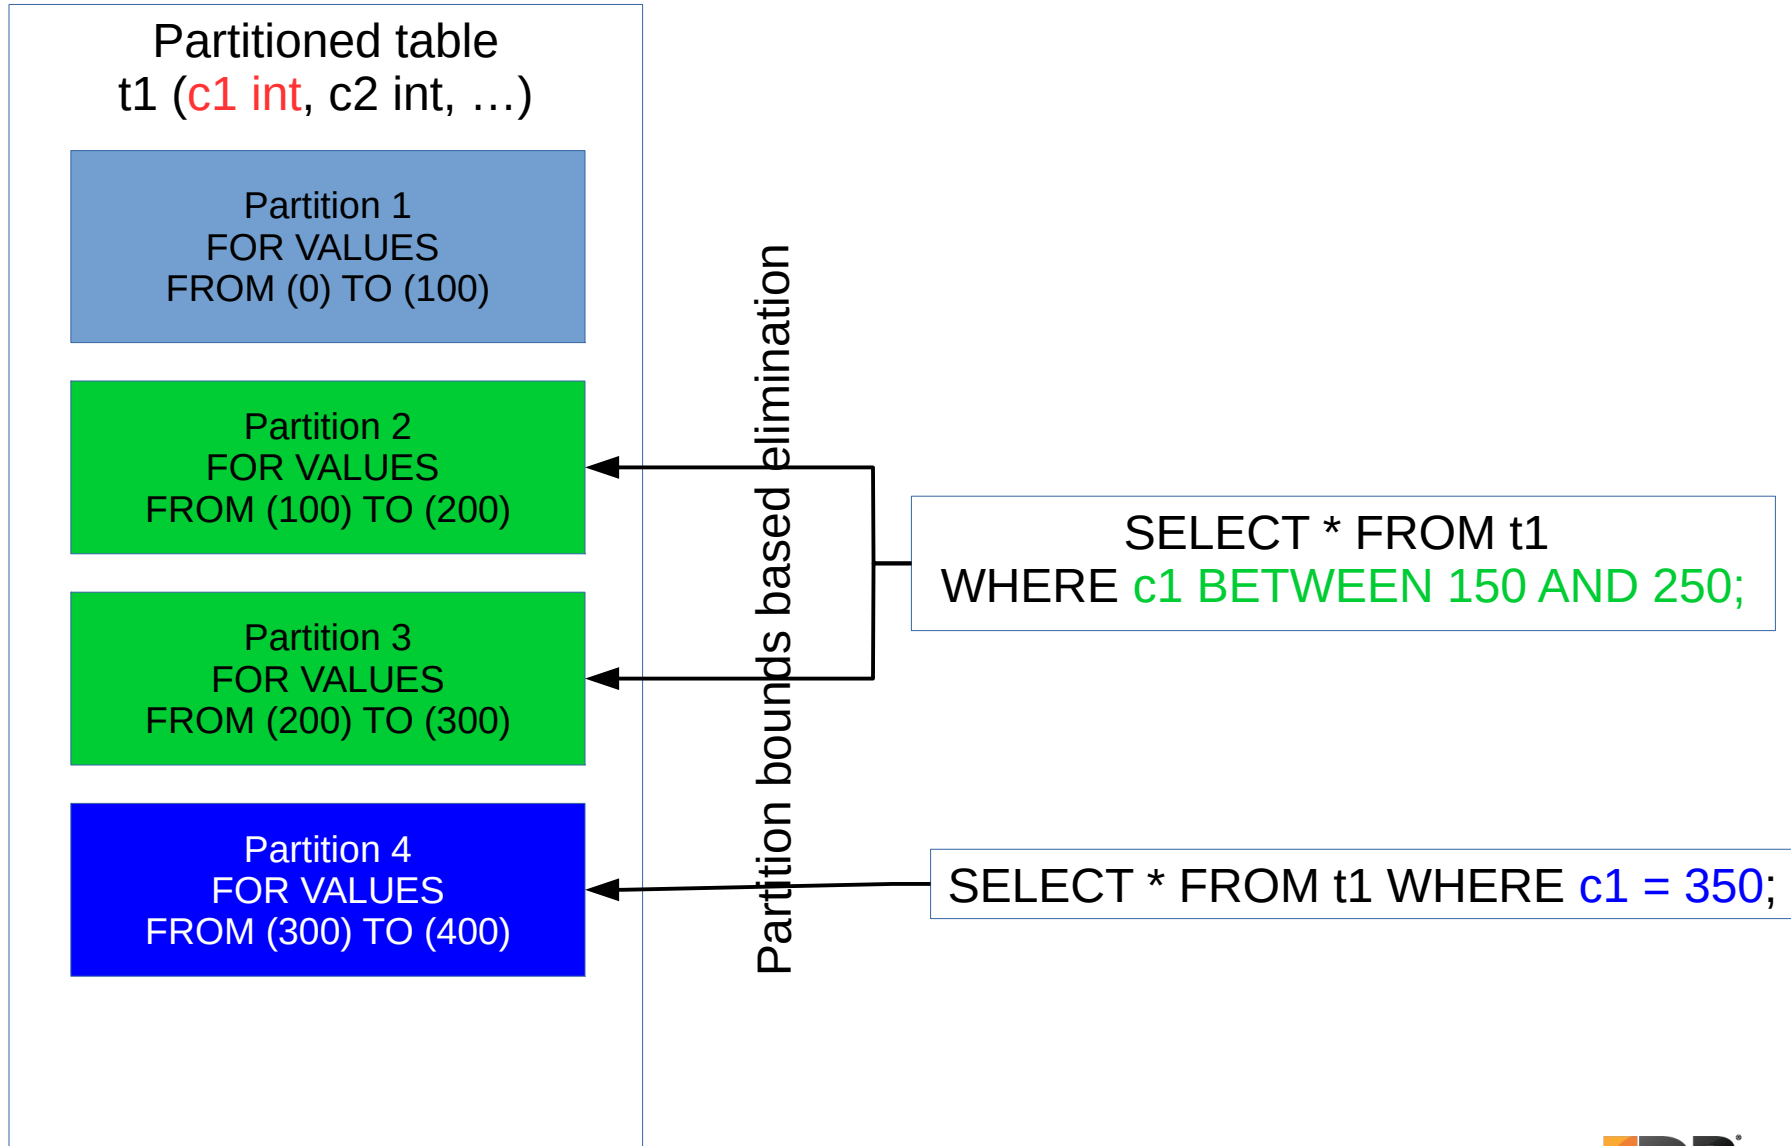 Partitioned table
t1 (c1 int, c2 int, …)
Partition 1
FOR VALUES
FROM (0) TO (100)
Partition 2
FOR VALUES
FROM (100) TO (200)
Partition 3
FOR VALUES
FROM (200) TO (300)
Partition 4
FOR VALUES
FROM (300) TO (400)
Partition bounds based elimination
SELECT * FROM t1
WHERE c1 BETWEEN 150 AND 250;
SELECT * FROM t1 WHERE c1 = 350;